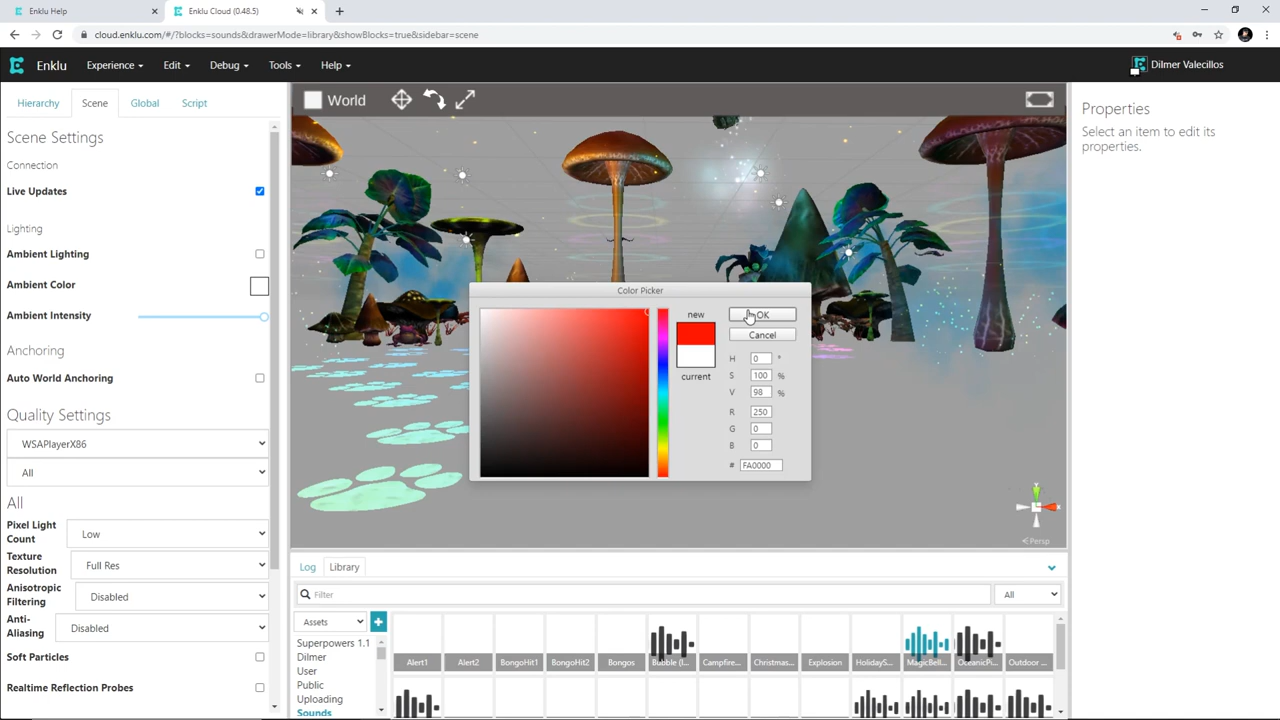 Enklu Help
Enklu Cloud (0.48.5)
cloud.enklu.com/#/?blocks=sounds&drawerMode=library&showBlocks=true&sidebar=scene
Enklu Experience Edit Debug Tools Help Dilmer Valecillos
Hierarchy Scene Global Script
Scene Settings
Connection
Live Updates
Lighting
Ambient Lighting
Ambient Color
Ambient Intensity
Anchoring
Auto World Anchoring
Quality Settings
WSAPlayerX86
All
All
Pixel Light Count
Low
Texture Resolution
Full Res
Anisotropic Filtering
Disabled
Anti-Aliasing
Disabled
Soft Particles
Realtime Reflection Probes
World
Color Picker
new
current
OK
Cancel
H 0 °
S 100 %
V 98 %
R 250
G 0
B 0
# FA0000
Persp
Log Library
Filter
All
Assets
Superpowers 1.1
Dilmer
User
Public
Uploading
Sounds
Alert1 Alert2 BongoHit1 BongoHit2 Bongos Bubble (l... Campfire... Christmas... Explosion HolidayS... MagicBell... OceanicPi... Outdoor ...
Properties
Select an item to edit its
properties.